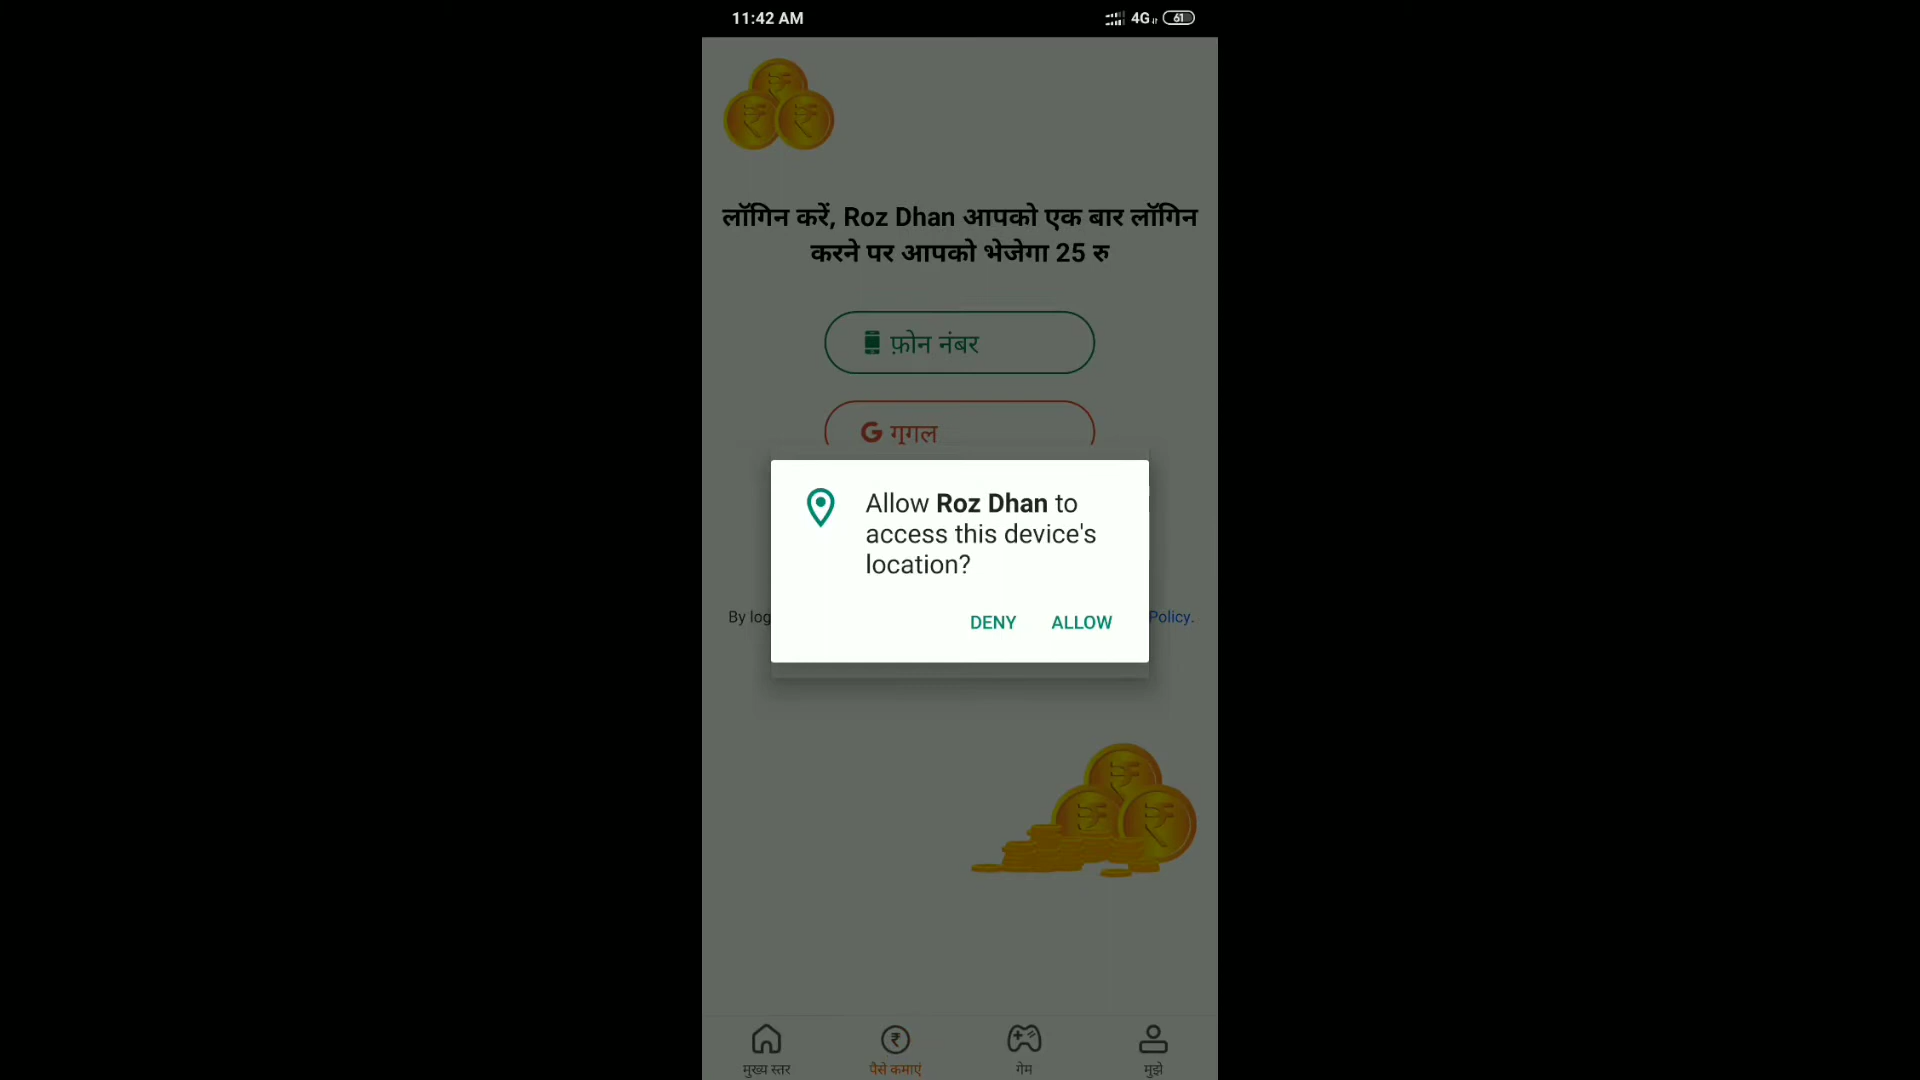 11:42 AM
4G 61
लॉगिन करें, Roz Dhan आपको एक बार लॉगिन
करने पर आपको भेजेगा 25 रु
फ़ोन नंबर
गूगल
Allow Roz Dhan to
access this device's
location?
DENY ALLOW
By log Policy.
मुख्य स्तर पैसे कमाएं गेम मुझे